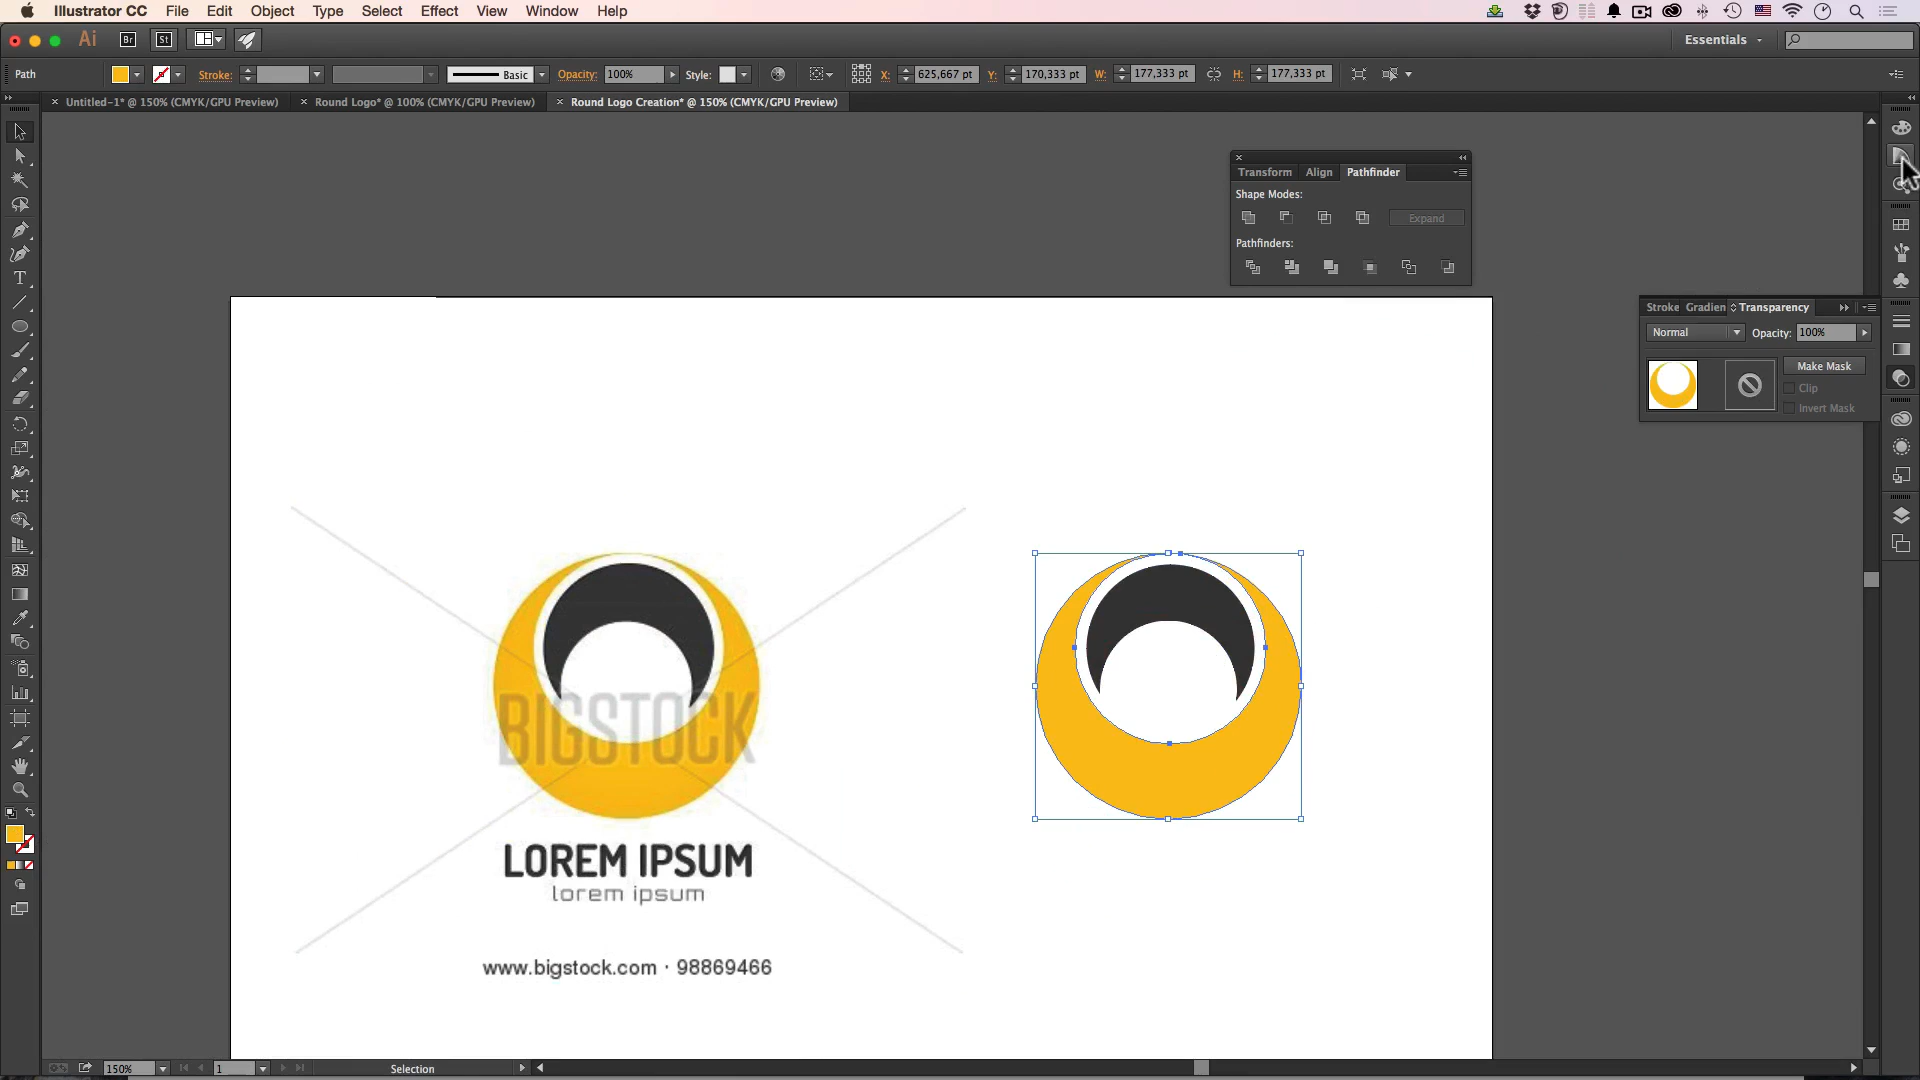 Illustrator CC File Edit Object Type Select Effect View Window Help
Ai Br St Essentials
Path Stroke: Basic Opacity: 100% Style: X: 625,667 pt Y: 170,333 pt W: 177,333 pt H: 177,333 pt
× Untitled-1* @ 150% (CMYK/GPU Preview) × Round Logo* @ 100% (CMYK/GPU Preview) × Round Logo Creation* @ 150% (CMYK/GPU Preview)
Transform Align Pathfinder
Shape Modes:
Expand
Pathfinders:
Stroke Gradien Transparency
Normal Opacity: 100%
Make Mask
Clip
Invert Mask
BIGSTOCK
LOREM IPSUM
lorem ipsum
www.bigstock.com · 98869466
150% 1 Selection